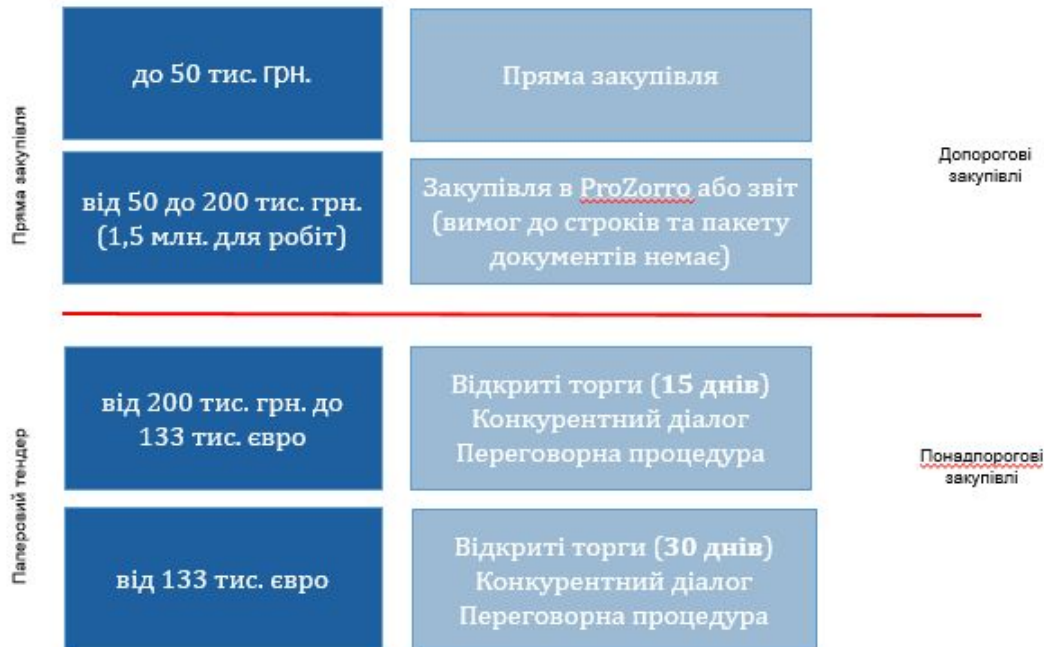 Пряма закупівля
до 50 тис. грн.
Пряма закупівля
Допорогові
закупівлі
від 50 до 200 тис. грн.
(1,5 млн. для робіт)
Закупівля в ProZorro або звіт
(вимог до строків та пакету
документів немає)
Паперовий тендер
від 200 тис. грн. до
133 тис. євро
Відкриті торги (15 днів)
Конкурентний діалог
Переговорна процедура
Понадпорогові
закупівлі
від 133 тис. євро
Відкриті торги (30 днів)
Конкурентний діалог
Переговорна процедура